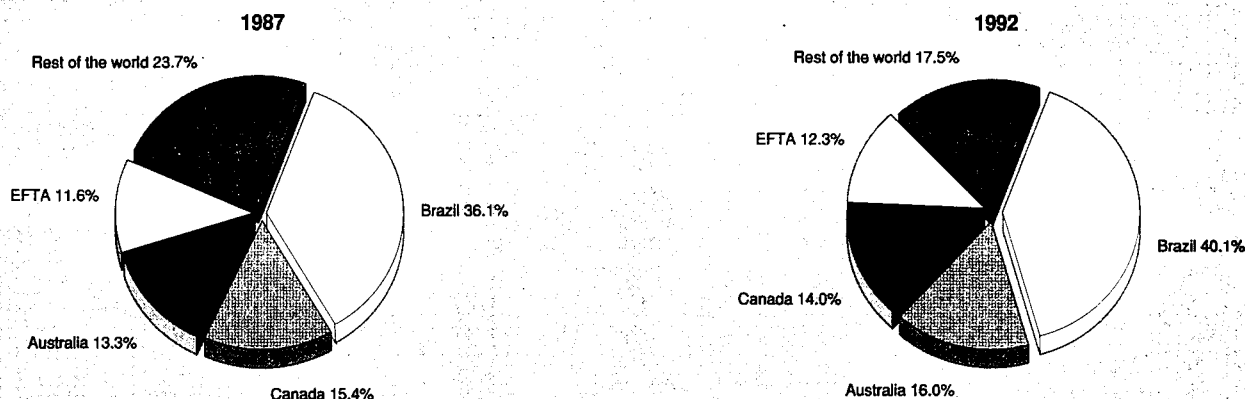 1987
Rest of the world 23.7%
EFTA 11.6%
Brazil 36.1%
Australia 13.3%
Canada 15.4%
1992
Rest of the world 17.5%
EFTA 12.3%
Brazil 40.1%
Canada 14.0%
Australia 16.0%